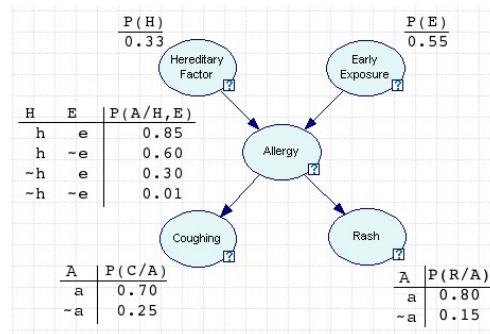 P(H)
0.33
P(E)
0.55
Hereditary
Factor
?
Early
Exposure
?
H E P(A/H,E)
h e 0.85
h ~e 0.60
~h e 0.30
~h ~e 0.01
Allergy
?
Coughing
?
Rash
?
A P(C/A)
a 0.70
~a 0.25
A P(R/A)
a 0.80
~a 0.15